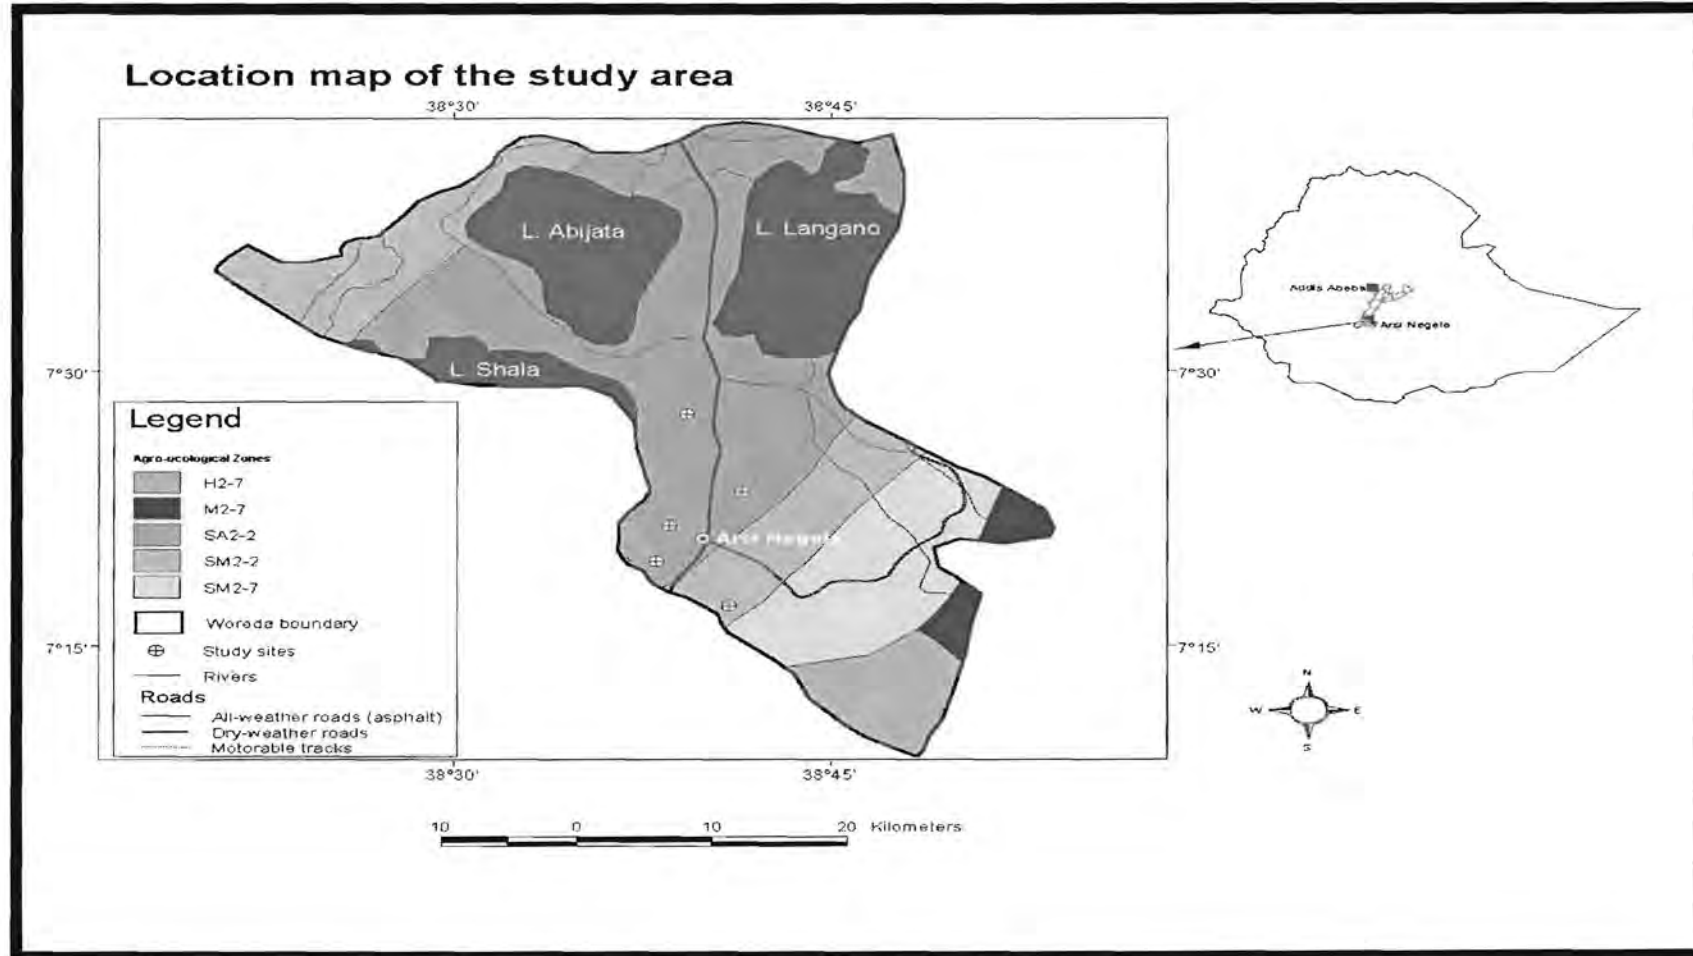 Location map of the study area
38°30'
38°45'
L. Abijata
L. Langano
L. Shala
Addis Ababa
Arsi Negele
7°30'
7°30'
Legend
Agro-ecological Zones
H2-7
M2-7
SA2-2
SM2-2
SM2-7
Woreda boundary
Study sites
Rivers
Roads
All-weather roads (asphalt)
Dry-weather roads
Motorable tracks
Arsi Negele
7°15'
7°15'
38°30'
38°45'
N
W
E
S
10 0 10 20 Kilometers